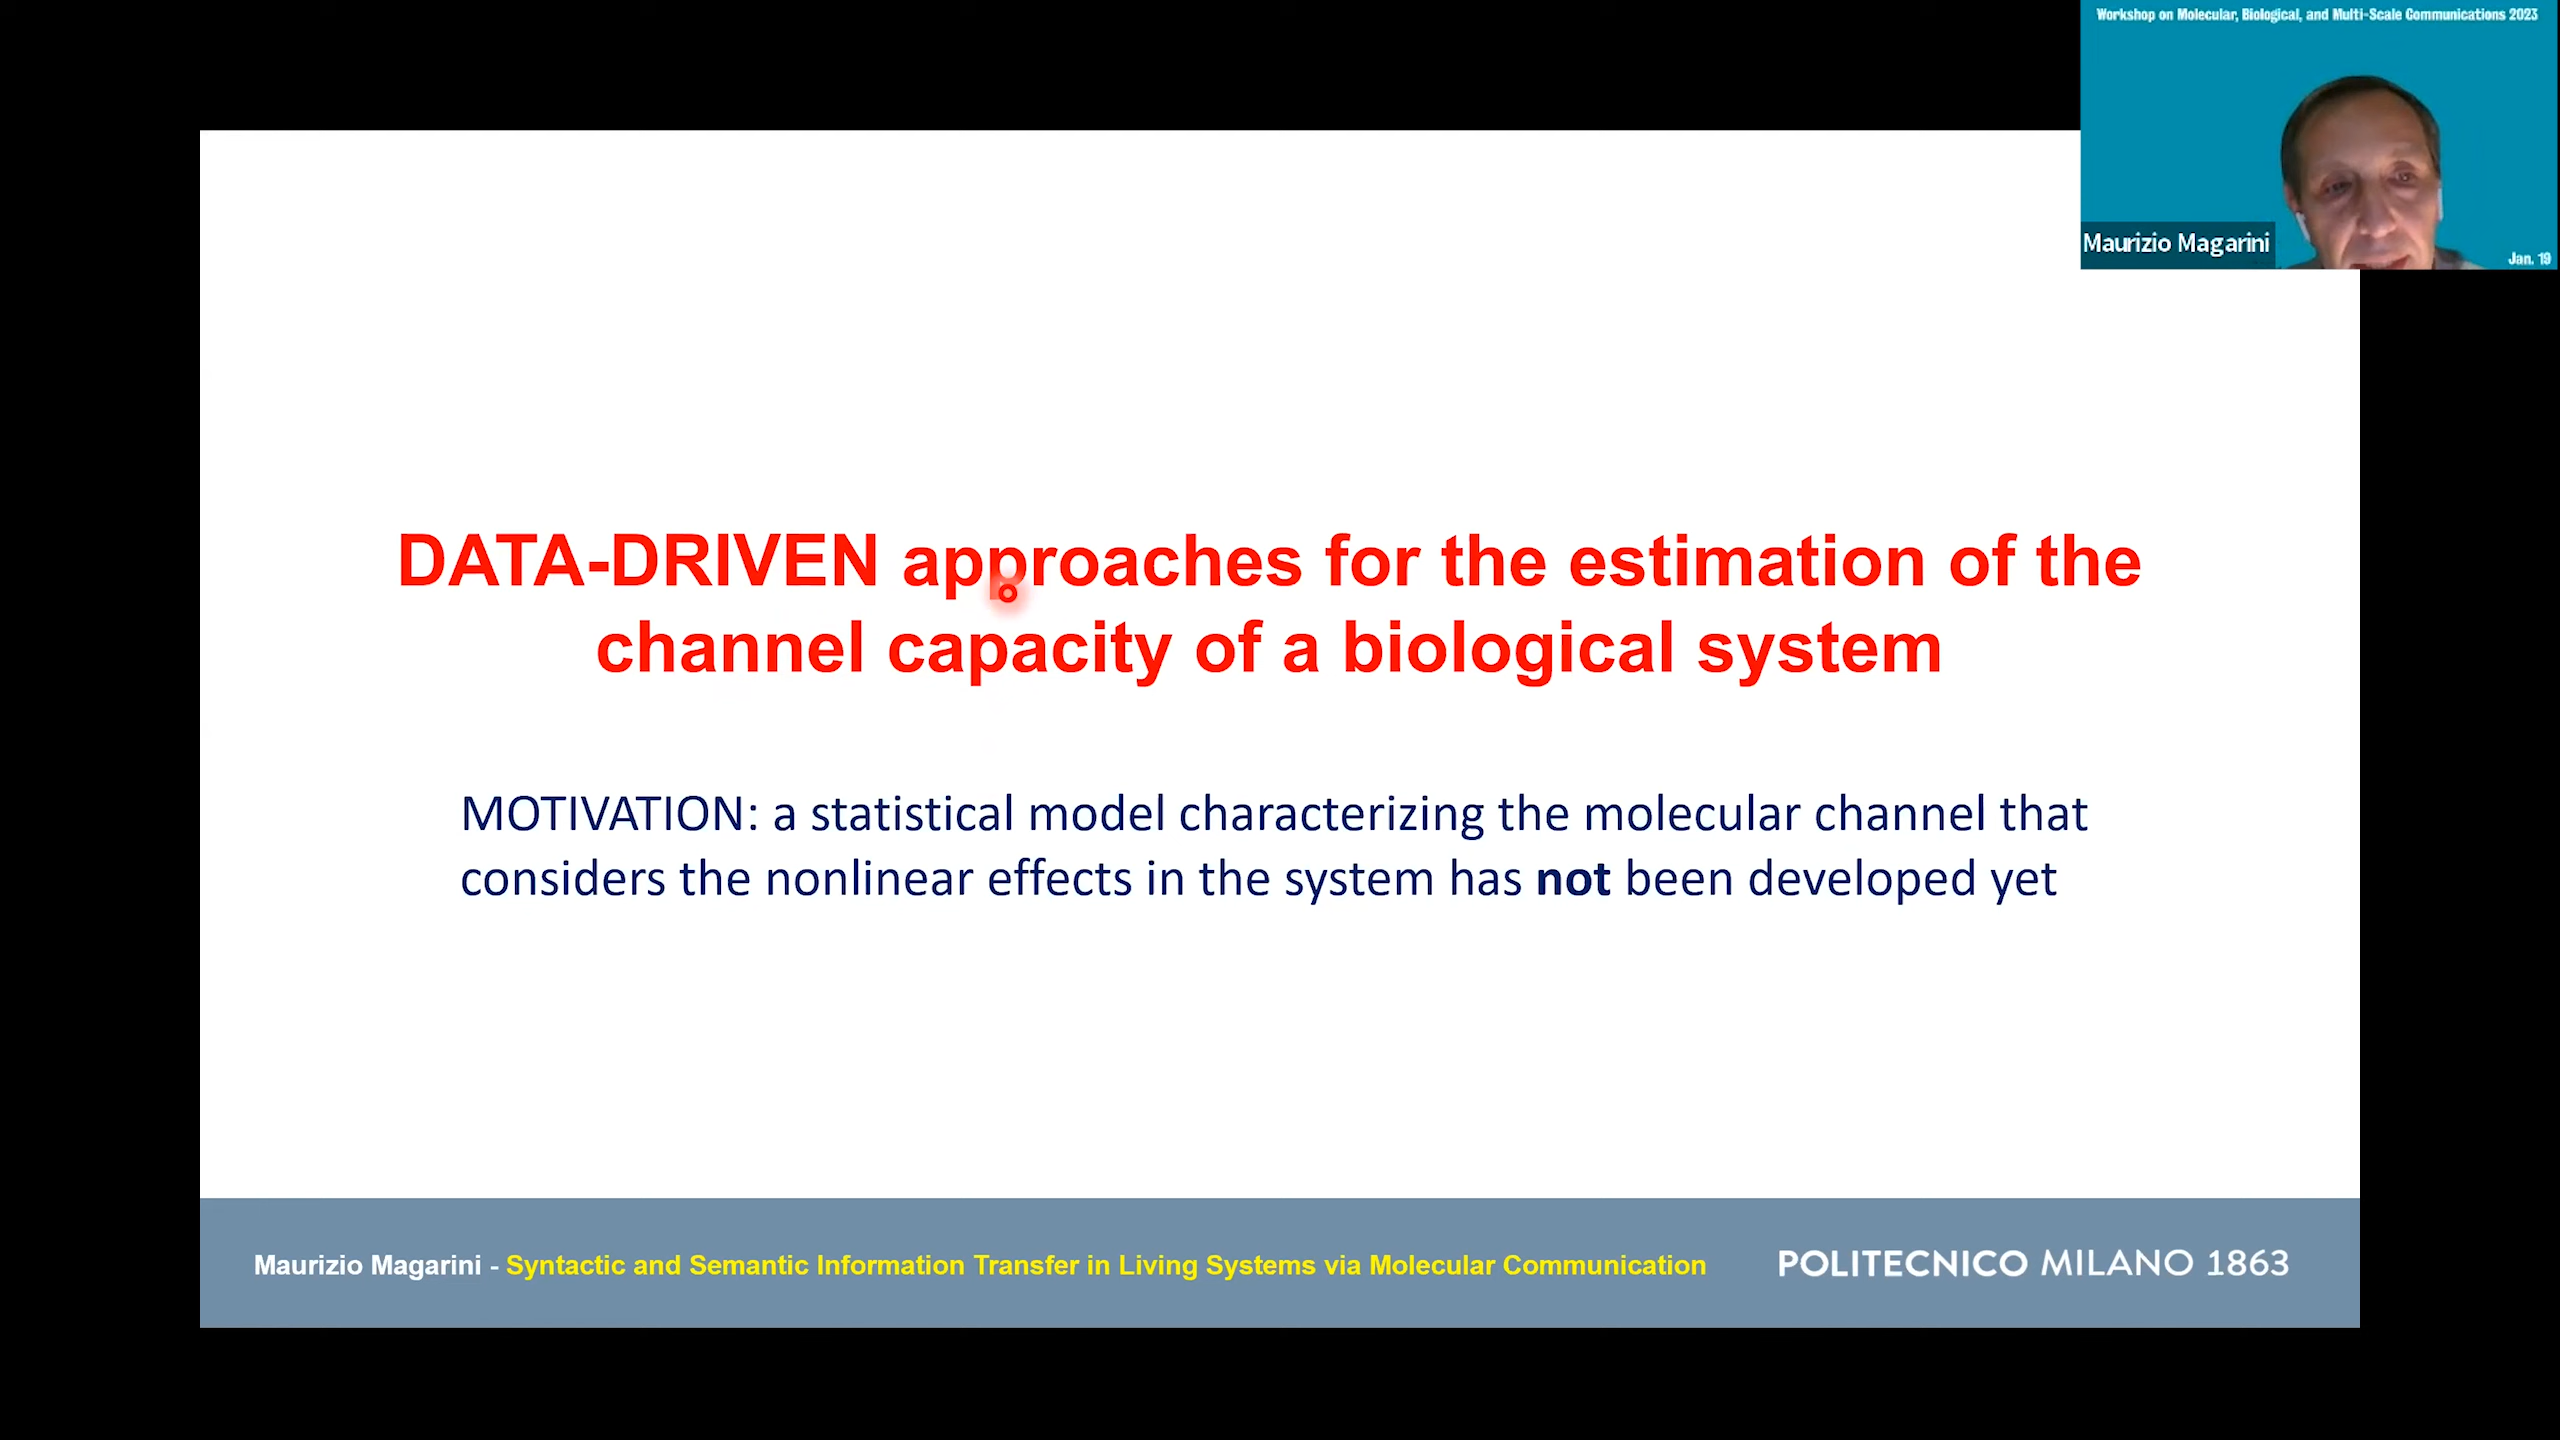 Workshop on Molecular, Biological, and Multi-Scale Communications 2023
Maurizio Magarini
Jan. 19
DATA-DRIVEN approaches for the estimation of the
channel capacity of a biological system
MOTIVATION: a statistical model characterizing the molecular channel that
considers the nonlinear effects in the system has not been developed yet
Maurizio Magarini - Syntactic and Semantic Information Transfer in Living Systems via Molecular Communication
POLITECNICO MILANO 1863